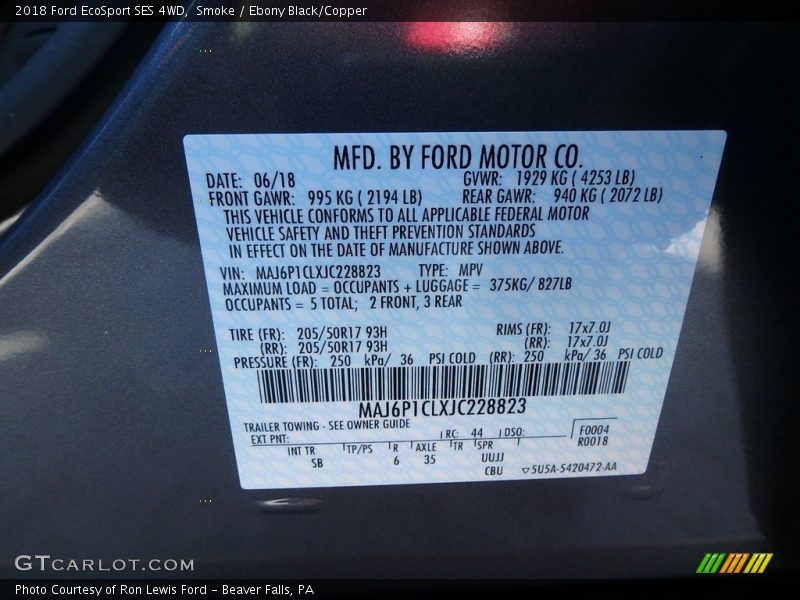 2018 Ford EcoSport SES 4WD, Smoke / Ebony Black/Copper
MFD. BY FORD MOTOR CO.
DATE: 06/18 GVWR: 1929 KG ( 4253 LB)
FRONT GAWR: 995 KG ( 2194 LB) REAR GAWR: 940 KG ( 2072 LB)
THIS VEHICLE CONFORMS TO ALL APPLICABLE FEDERAL MOTOR
VEHICLE SAFETY AND THEFT PREVENTION STANDARDS
IN EFFECT ON THE DATE OF MANUFACTURE SHOWN ABOVE.
VIN: MAJ6P1CLXJC228823 TYPE: MPV
MAXIMUM LOAD = OCCUPANTS + LUGGAGE = 375KG/ 827LB
OCCUPANTS = 5 TOTAL; 2 FRONT, 3 REAR
TIRE (FR): 205/50R17 93H RIMS (FR): 17x7.0J
(RR): 205/50R17 93H (RR): 17x7.0J
PRESSURE (FR): 250 kPa/ 36 PSI COLD (RR): 250 kPa/ 36 PSI COLD
MAJ6P1CLXJC228823
TRAILER TOWING - SEE OWNER GUIDE
EXT PNT: RC: 44 DSO: F0004
R0018
INT TR TP/PS R AXLE TR SPR
SB 6 35 UUJJ
CBU 5U5A-5420472-AA
GTCARLOT.COM
Photo Courtesy of Ron Lewis Ford - Beaver Falls, PA